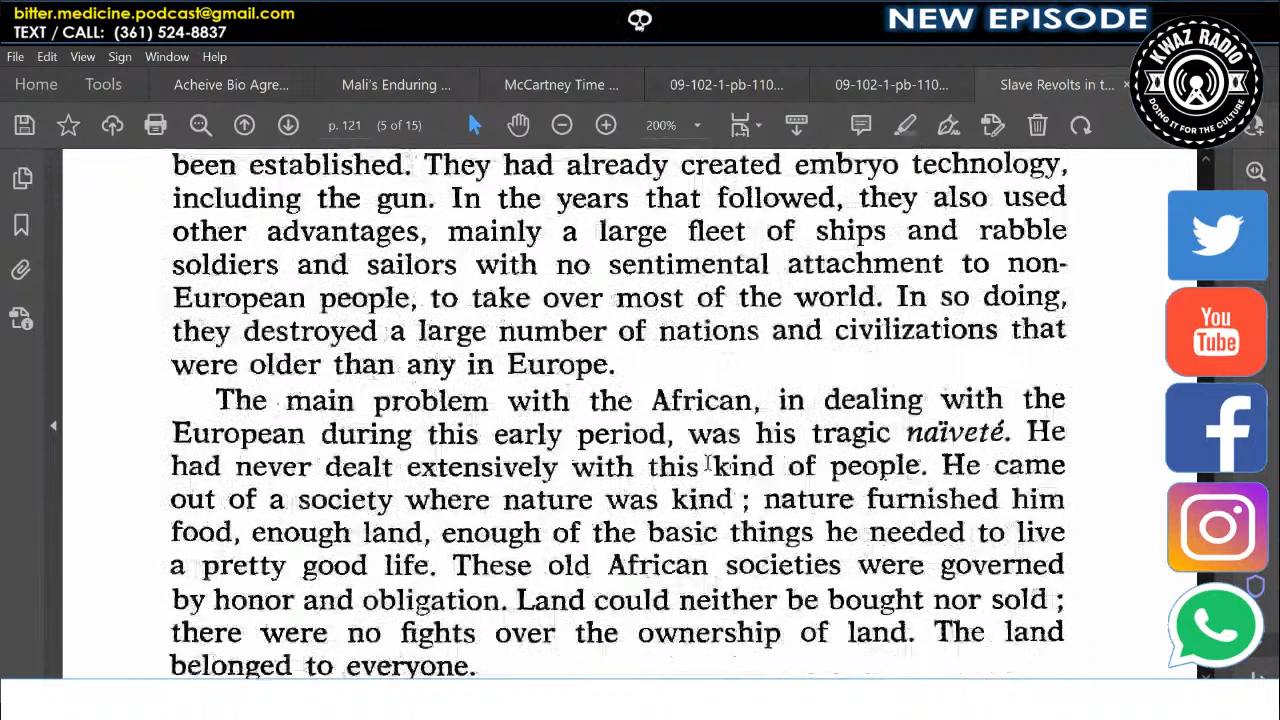 bitter.medicine.podcast@gmail.com
TEXT / CALL: (361) 524-8837
NEW EPISODE
KWAZ RADIO
DOING IT FOR THE CULTURE
File Edit View Sign Window Help
Home Tools Acheive Bio Agre... Mali's Enduring ... McCartney Time ... 09-102-1-pb-110... 09-102-1-pb-110... Slave Revolts in t...
p. 121 (5 of 15) 200%
been established. They had already created embryo technology,
including the gun. In the years that followed, they also used
other advantages, mainly a large fleet of ships and rabble
soldiers and sailors with no sentimental attachment to non-
European people, to take over most of the world. In so doing,
they destroyed a large number of nations and civilizations that
were older than any in Europe.
The main problem with the African, in dealing with the
European during this early period, was his tragic naïveté. He
had never dealt extensively with this kind of people. He came
out of a society where nature was kind ; nature furnished him
food, enough land, enough of the basic things he needed to live
a pretty good life. These old African societies were governed
by honor and obligation. Land could neither be bought nor sold ;
there were no fights over the ownership of land. The land
belonged to everyone.
You
Tube